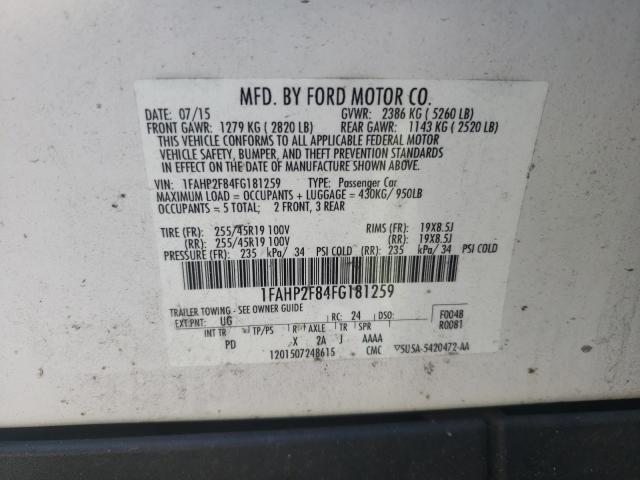 MFD. BY FORD MOTOR CO.
DATE: 07/15 GVWR: 2386 KG ( 5260 LB)
FRONT GAWR: 1279 KG ( 2820 LB) REAR GAWR: 1143 KG ( 2520 LB)
THIS VEHICLE CONFORMS TO ALL APPLICABLE FEDERAL MOTOR
VEHICLE SAFETY, BUMPER, AND THEFT PREVENTION STANDARDS
IN EFFECT ON THE DATE OF MANUFACTURE SHOWN ABOVE.
VIN: 1FAHP2F84FG181259 TYPE: Passenger Car
MAXIMUM LOAD = OCCUPANTS + LUGGAGE = 430KG/ 950LB
OCCUPANTS = 5 TOTAL; 2 FRONT, 3 REAR
TIRE (FR): 255/45R19 100V RIMS (FR): 19X8.5J
(RR): 255/45R19 100V (RR): 19X8.5J
PRESSURE (FR): 235 kPa/ 34 PSI COLD (RR): 235 kPa/ 34 PSI COLD
1FAHP2F84FG181259
TRAILER TOWING - SEE OWNER GUIDE F0048
EXT PNT: UG RC: 24 DSO: R0081
INT TR TP/PS R AXLE TR SPR
PD X 2A J AAAA
1201507248615 CMC V5U5A-5420472-AA